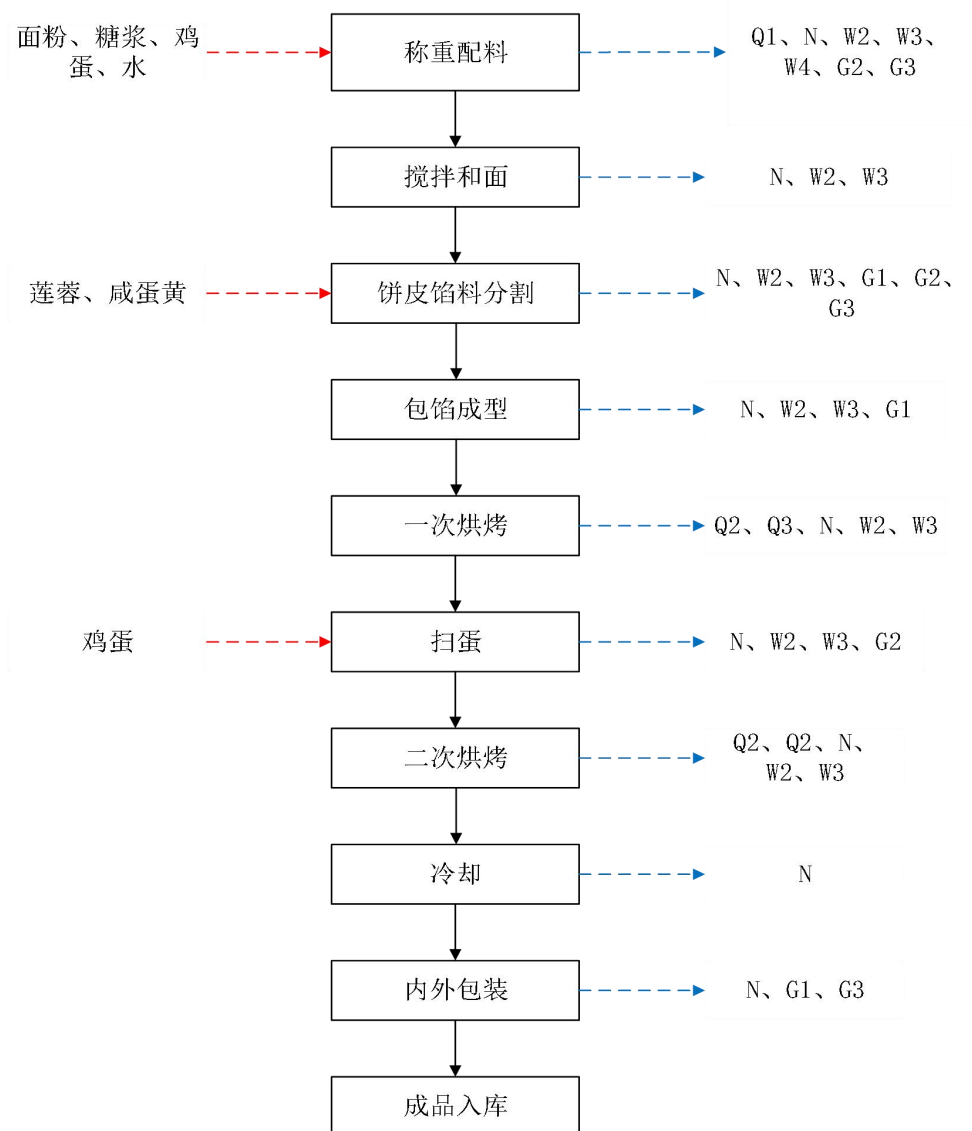 面粉、糖浆、鸡
蛋、水
称重配料
Q1、N、W2、W3、
W4、G2、G3
搅拌和面
N、W2、W3
莲蓉、咸蛋黄
饼皮馅料分割
N、W2、W3、G1、G2、
G3
包馅成型
N、W2、W3、G1
一次烘烤
Q2、Q3、N、W2、W3
鸡蛋
扫蛋
N、W2、W3、G2
二次烘烤
Q2、Q2、N、
W2、W3
冷却
N
内外包装
N、G1、G3
成品入库